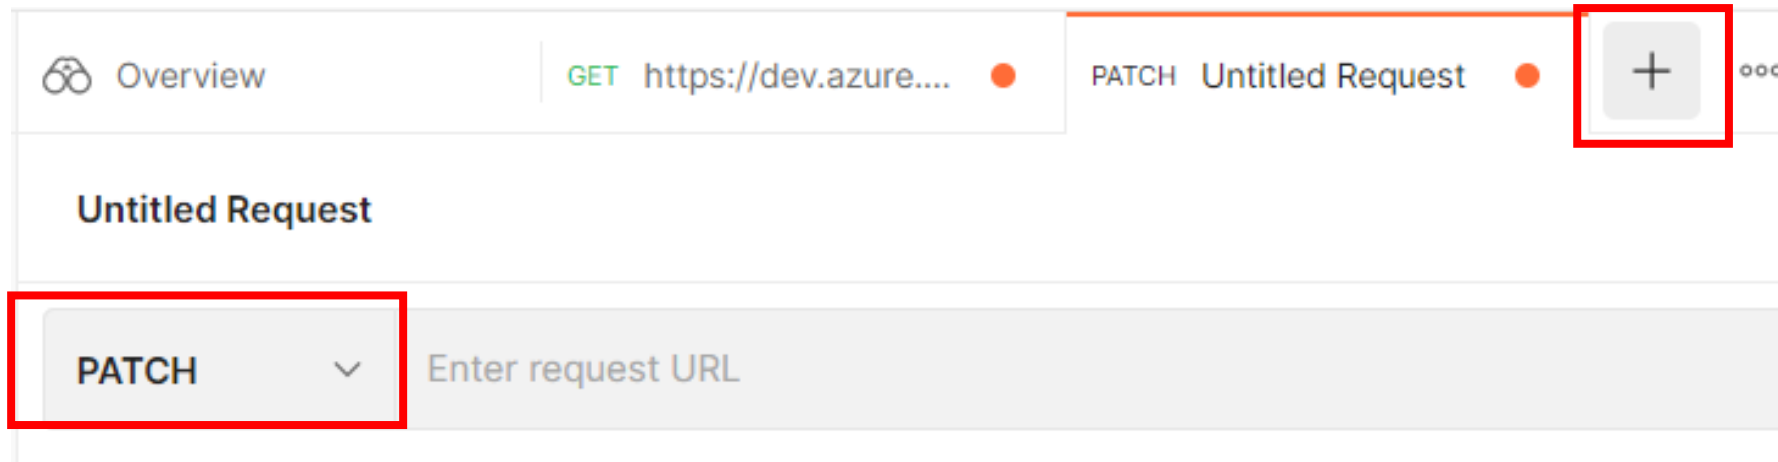 Overview GET https://dev.azure.... PATCH Untitled Request
Untitled Request
PATCH Enter request URL